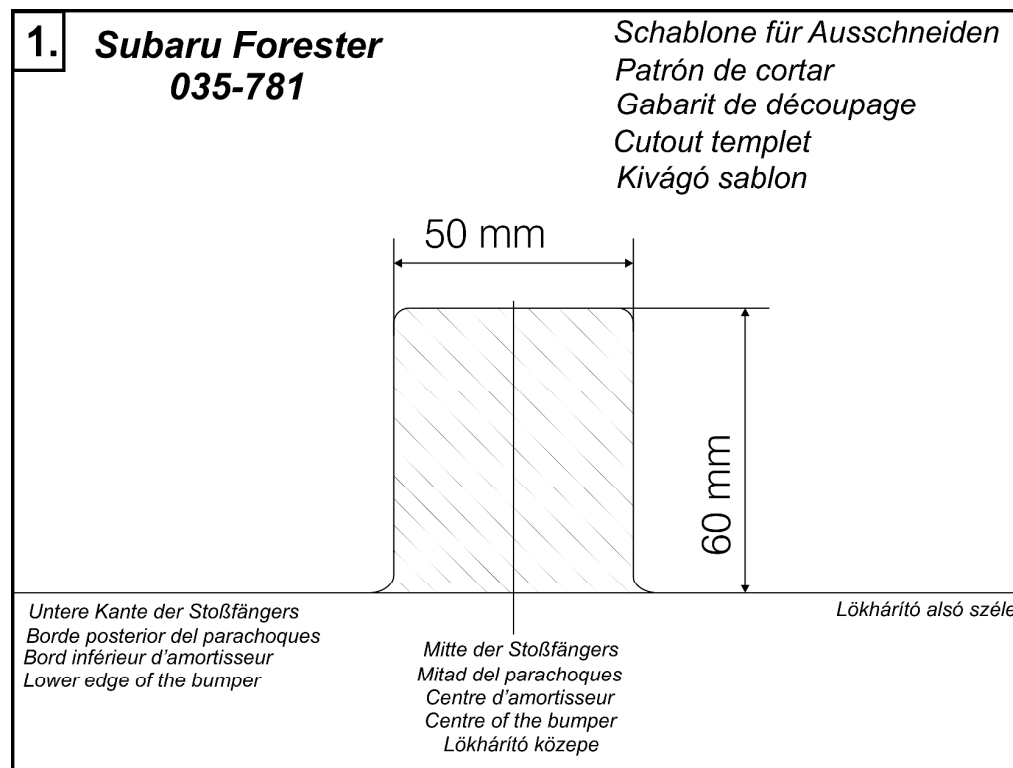 1.
Subaru Forester
035-781
Schablone für Ausschneiden
Patrón de cortar
Gabarit de découpage
Cutout templet
Kivágó sablon
50 mm
60 mm
Untere Kante der Stoßfängers
Borde posterior del parachoques
Bord inférieur d'amortisseur
Lower edge of the bumper
Lökhárító alsó széle
Mitte der Stoßfängers
Mitad del parachoques
Centre d'amortisseur
Centre of the bumper
Lökhárító közepe